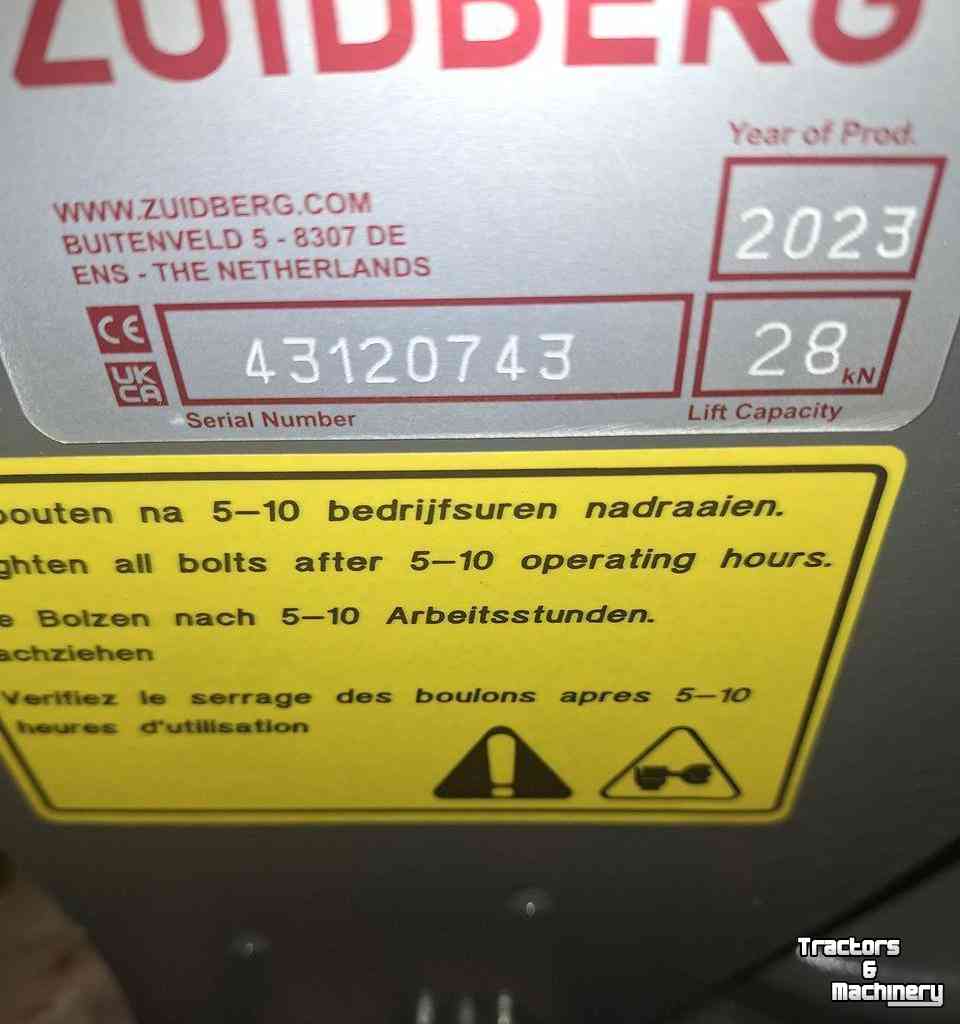 ZUIDBERG
Year of Prod.
2023
WWW.ZUIDBERG.COM
BUITENVELD 5 - 8307 DE
ENS - THE NETHERLANDS
CE
UK
CA
43120743
28 kN
Serial Number
Lift Capacity
bouten na 5-10 bedrijfsuren nadraaien.
ghten all bolts after 5-10 operating hours.
e Bolzen nach 5-10 Arbeitsstunden.
achziehen
Verifiez le serrage des boulons apres 5-10
heures d'utilisation
Tractors
&
Machinery